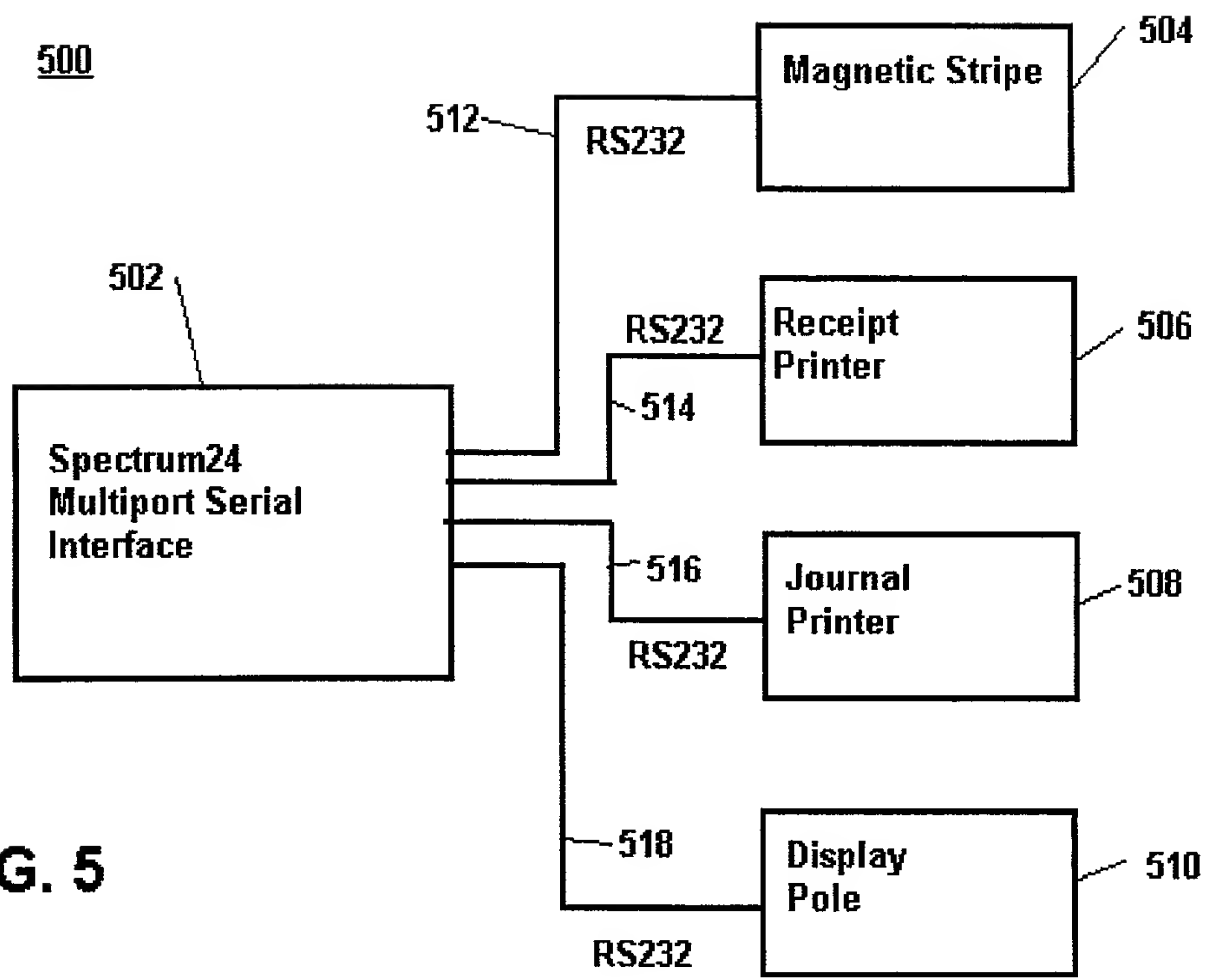 500
504
Magnetic Stripe
512
RS232
502
RS232
Receipt
Printer
506
514
Spectrum24
Multiport Serial
Interface
516
Journal
Printer
508
RS232
518
Display
Pole
510
RS232
G. 5